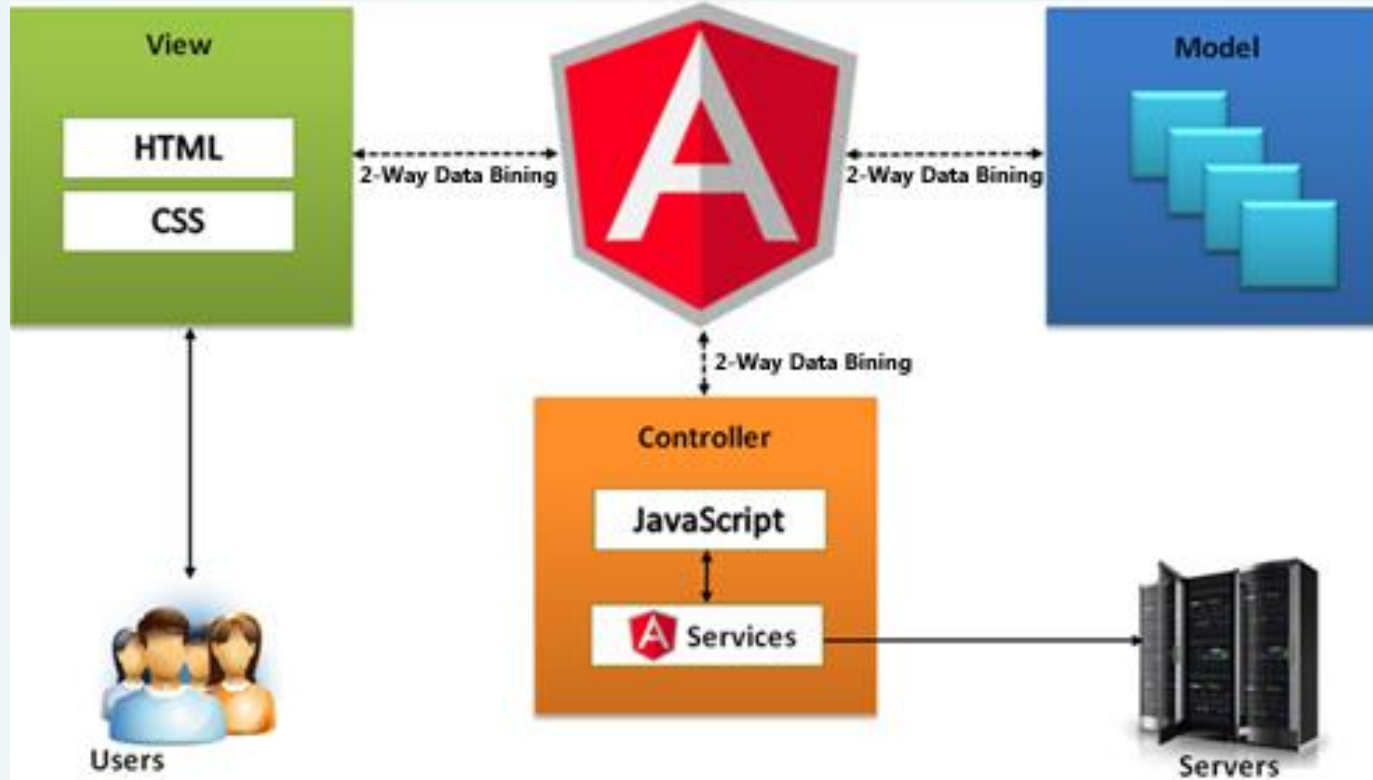 View
HTML
CSS
2-Way Data Bining
A
2-Way Data Bining
Model
2-Way Data Bining
Controller
JavaScript
A Services
Users
Servers